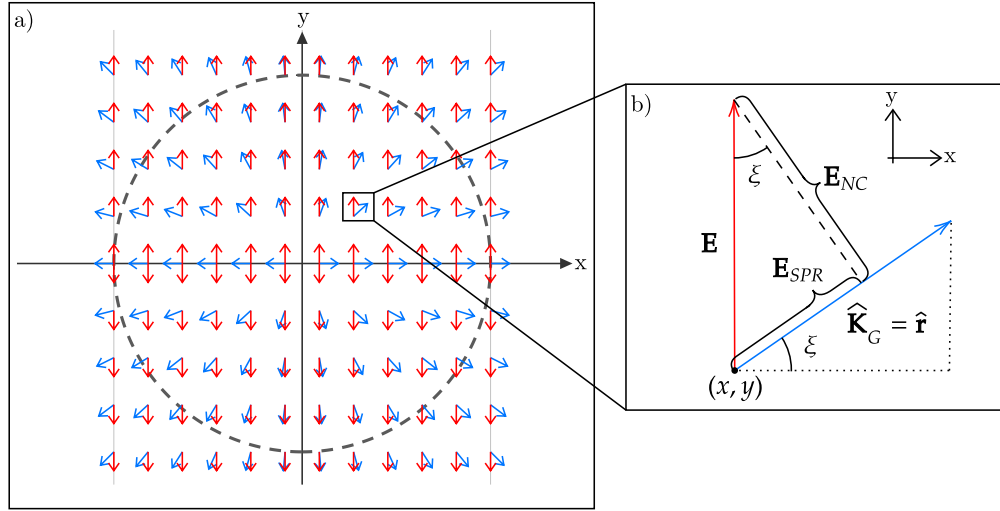 a)
y
x
b)
y
x
ξ
𝐄_NC
𝐄
𝐄_SPR
K̂_G = r̂
ξ
(x, y)